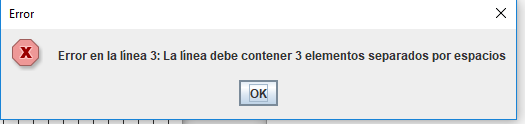 Error
Error en la línea 3: La línea debe contener 3 elementos separados por espacios
OK